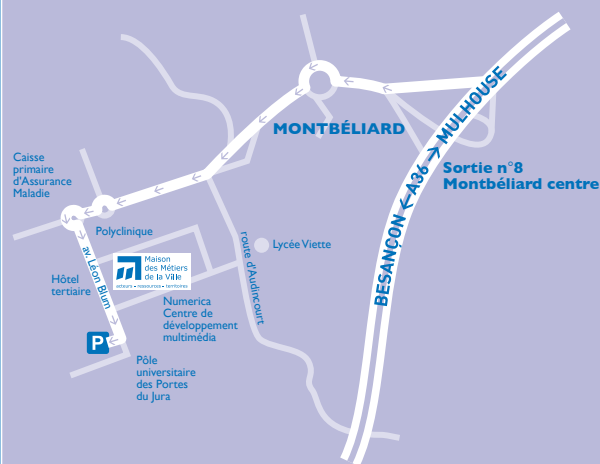 MONTBÉLIARD
BESANÇON ← A36 → MULHOUSE
Sortie n°8
Montbéliard centre
Caisse
primaire
d'Assurance
Maladie
Polyclinique
av. Léon Blum
Maison
des Métiers
de la Ville
acteurs • ressources • territoires
Hôtel
tertiaire
Numerica
Centre de
développement
multimédia
route d'Audincourt
Lycée Viette
P
Pôle
universitaire
des Portes
du Jura